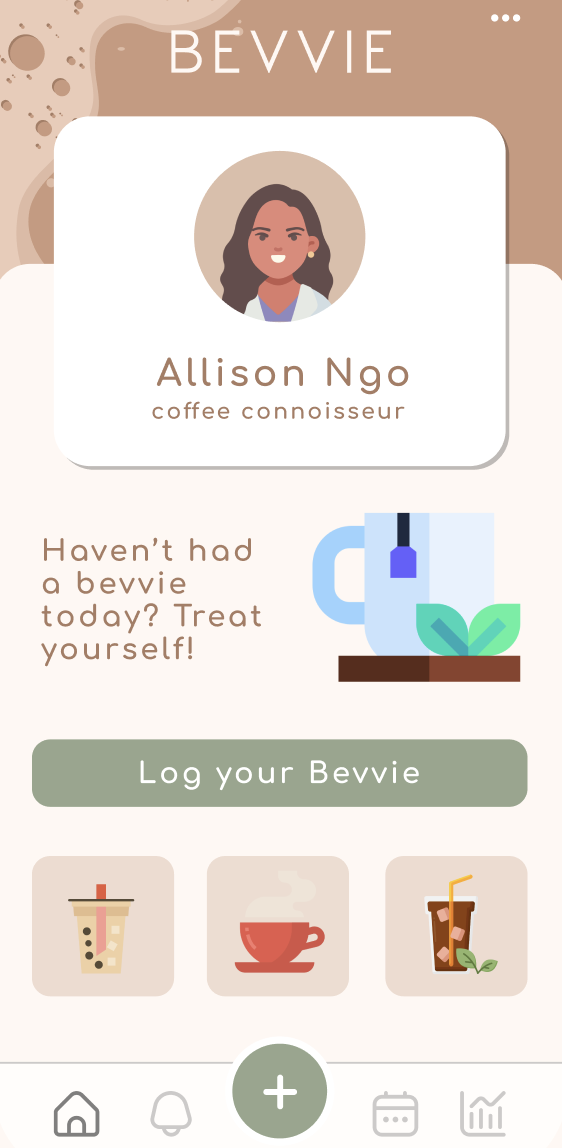 BEVVIE
Allison Ngo
coffee connoisseur
Haven’t had
a bevvie
today? Treat
yourself!
Log your Bevvie